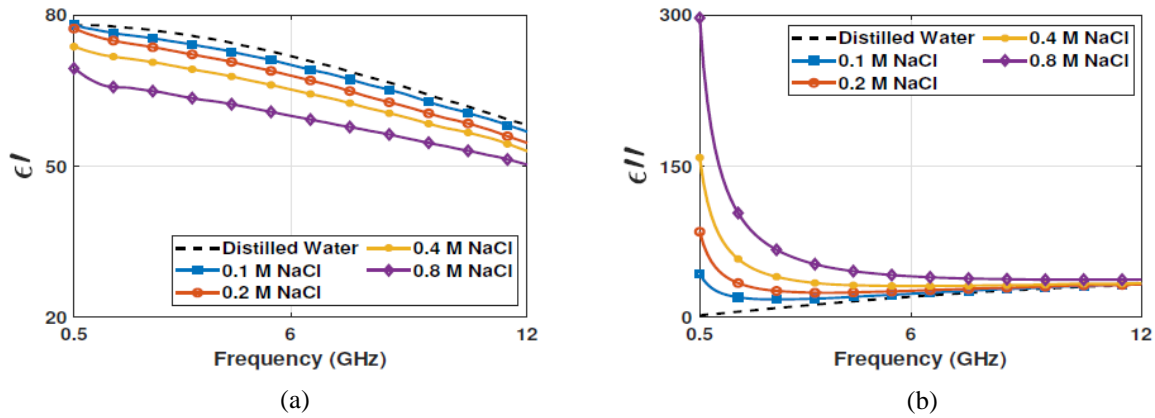 80
50
20
ϵ′
0.5
6
12
Frequency (GHz)
Distilled Water
0.1 M NaCl
0.2 M NaCl
0.4 M NaCl
0.8 M NaCl
(a)
300
150
0
ϵ′′
0.5
6
12
Frequency (GHz)
Distilled Water
0.1 M NaCl
0.2 M NaCl
0.4 M NaCl
0.8 M NaCl
(b)